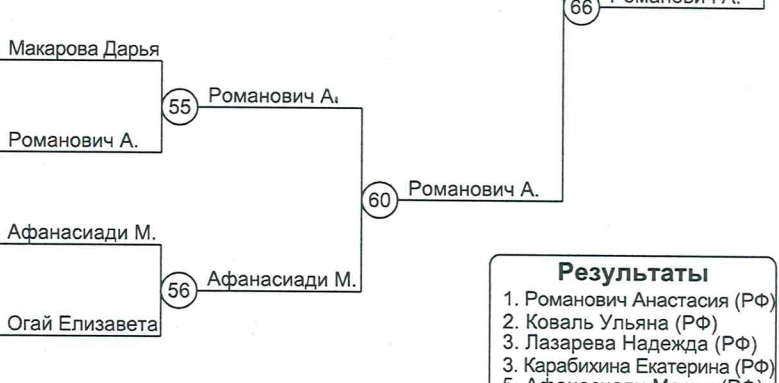 66
Макарова Дарья
55
Романович А.
Романович А.
60
Романович А.
Афанасиади М.
56
Афанасиади М.
Огай Елизавета
Результаты
1. Романович Анастасия (РФ)
2. Коваль Ульяна (РФ)
3. Лазарева Надежда (РФ)
3. Карабихина Екатерина (РФ)